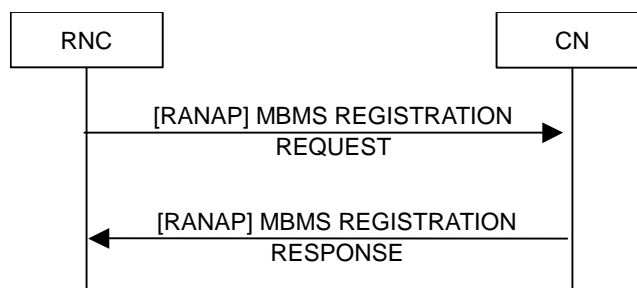 RNC
CN
[RANAP] MBMS REGISTRATION
REQUEST
[RANAP] MBMS REGISTRATION
RESPONSE